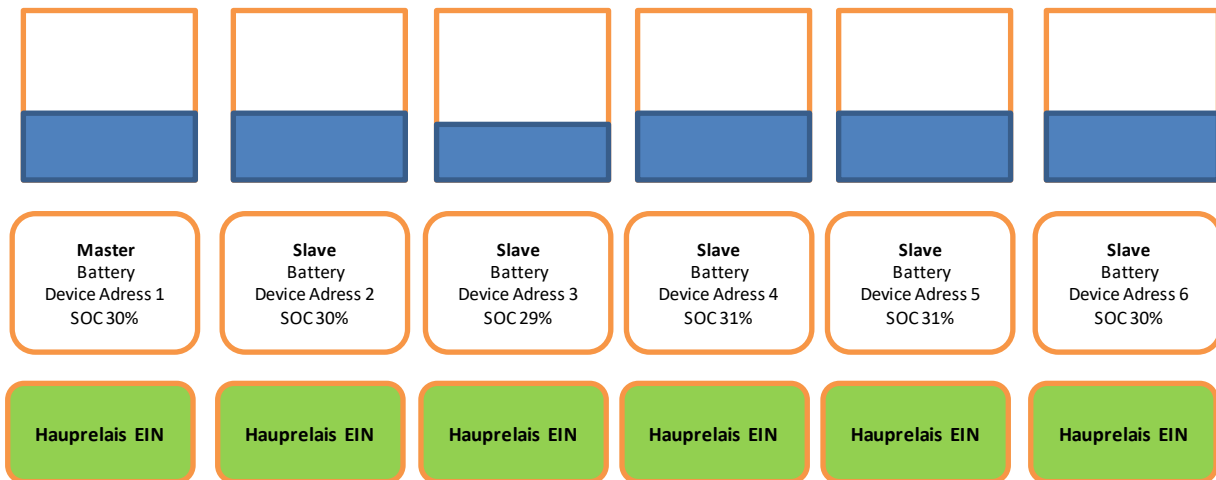 Master
Battery
Device Adress 1
SOC 30%
Slave
Battery
Device Adress 2
SOC 30%
Slave
Battery
Device Adress 3
SOC 29%
Slave
Battery
Device Adress 4
SOC 31%
Slave
Battery
Device Adress 5
SOC 31%
Slave
Battery
Device Adress 6
SOC 30%
Hauprelais EIN
Hauprelais EIN
Hauprelais EIN
Hauprelais EIN
Hauprelais EIN
Hauprelais EIN